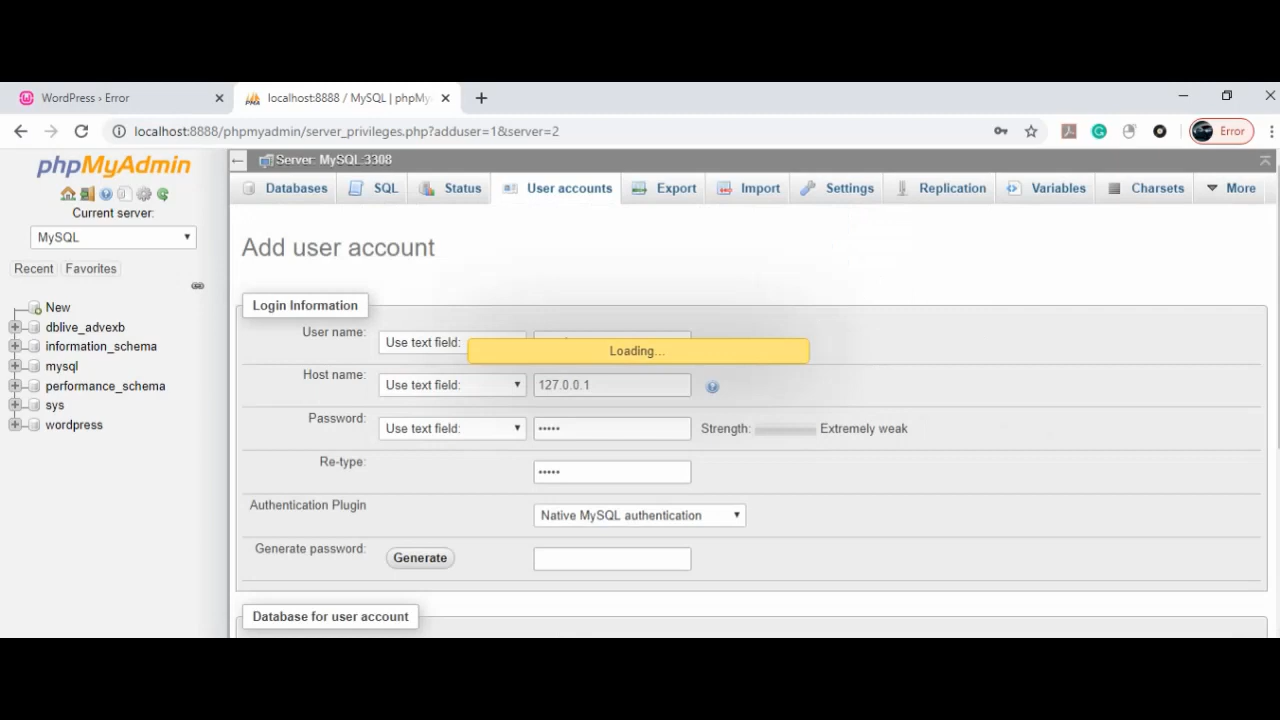 WordPress › Error
localhost:8888 / MySQL | phpMy
localhost:8888/phpmyadmin/server_privileges.php?adduser=1&server=2
Error
phpMyAdmin
Current server:
MySQL
Recent Favorites
New
dblive_advexb
information_schema
mysql
performance_schema
sys
wordpress
Server: MySQL:3308
Databases SQL Status User accounts Export Import Settings Replication Variables Charsets More
Add user account
Login Information
User name: Use text field:
Loading...
Host name: Use text field: 127.0.0.1
Password: Use text field: ••••• Strength: Extremely weak
Re-type: •••••
Authentication Plugin Native MySQL authentication
Generate password: Generate
Database for user account